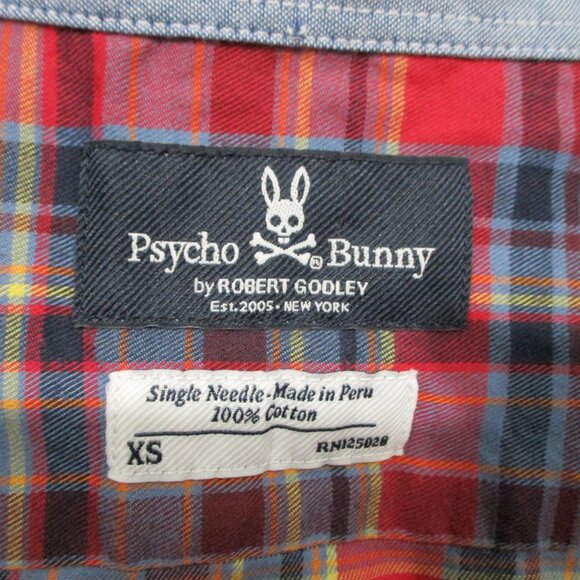 Psycho Bunny
by ROBERT GODLEY
EST.2005 - NEW YORK
Single Needle - Made in Peru
100% Cotton
XS RN125028